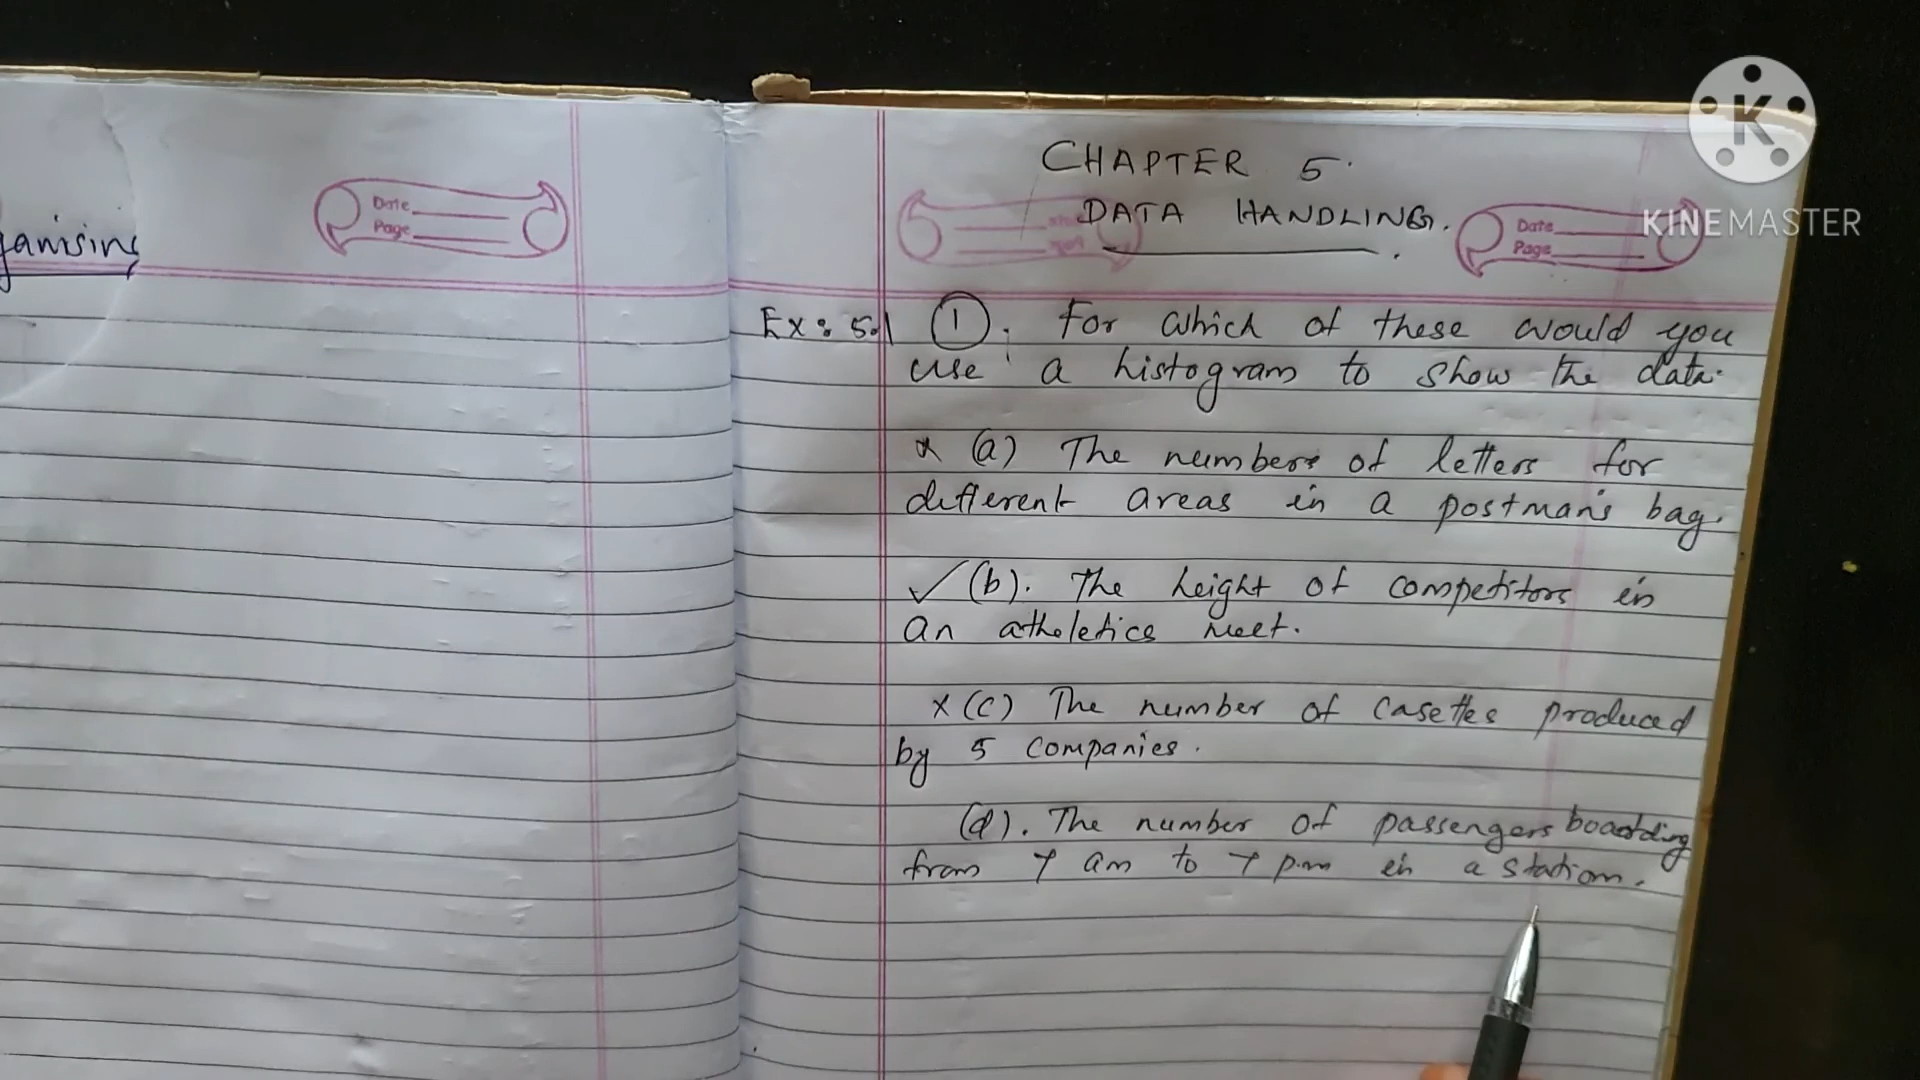 ganising
Date
Page
CHAPTER 5.
DATA HANDLING.
Date
Page
K
KINEMASTER
Ex: 5.1 ①. For which of these would you
use a histogram to show the data.
x (a) The numbers of letters for
different areas in a postman's bag.
✓ (b). The height of competitors in
an atheletics meet.
x (c) The number of casettes produced
by 5 companies.
(d). The number of passengers boarding
from 7 am to 7 p.m in a station.